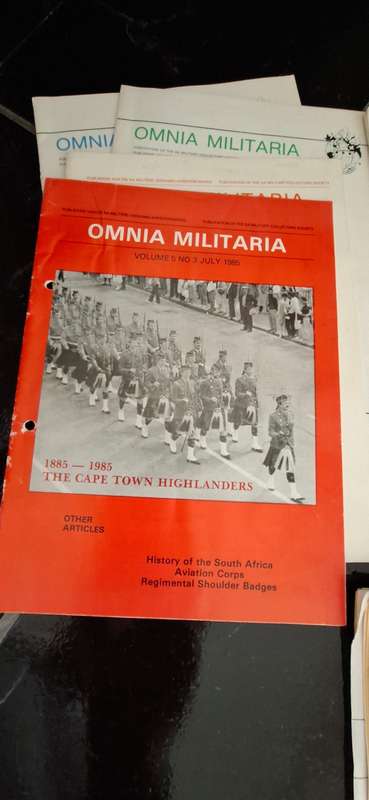 OMNIA
OMNIA MILITARIA
OMNIA MILITARIA
VOLUME 5 NO 3 JULY 1985
1885 — 1985
THE CAPE TOWN HIGHLANDERS
OTHER
ARTICLES
History of the South Africa
Aviation Corps
Regimental Shoulder Badges